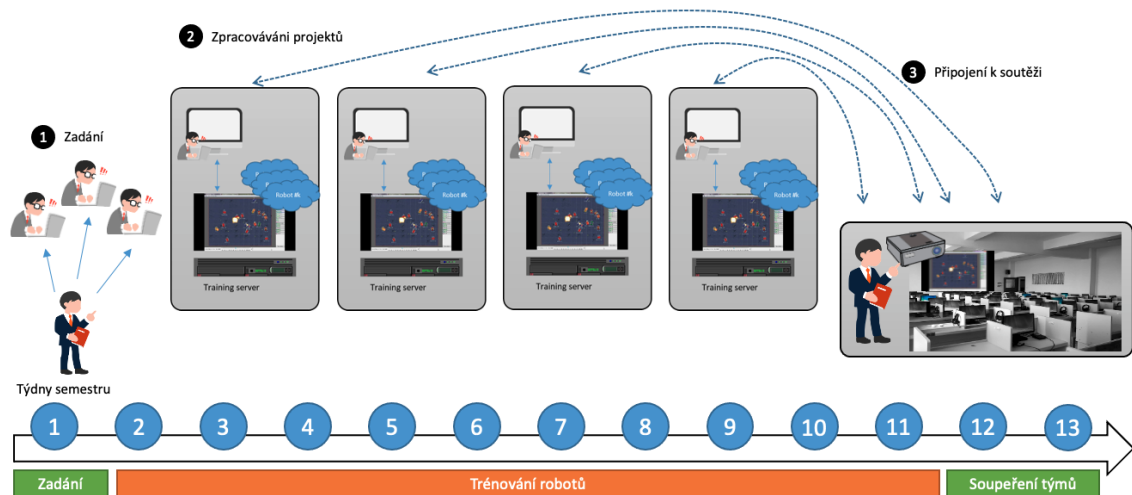 2 Zpracovávání projektů
3 Připojení k soutěži
1 Zadání
Robot
Training server
Robot
Training server
Robot
Training server
Robot
Training server
Týdny semestru
1 2 3 4 5 6 7 8 9 10 11 12 13
Zadání
Trénování robotů
Soupeření týmů